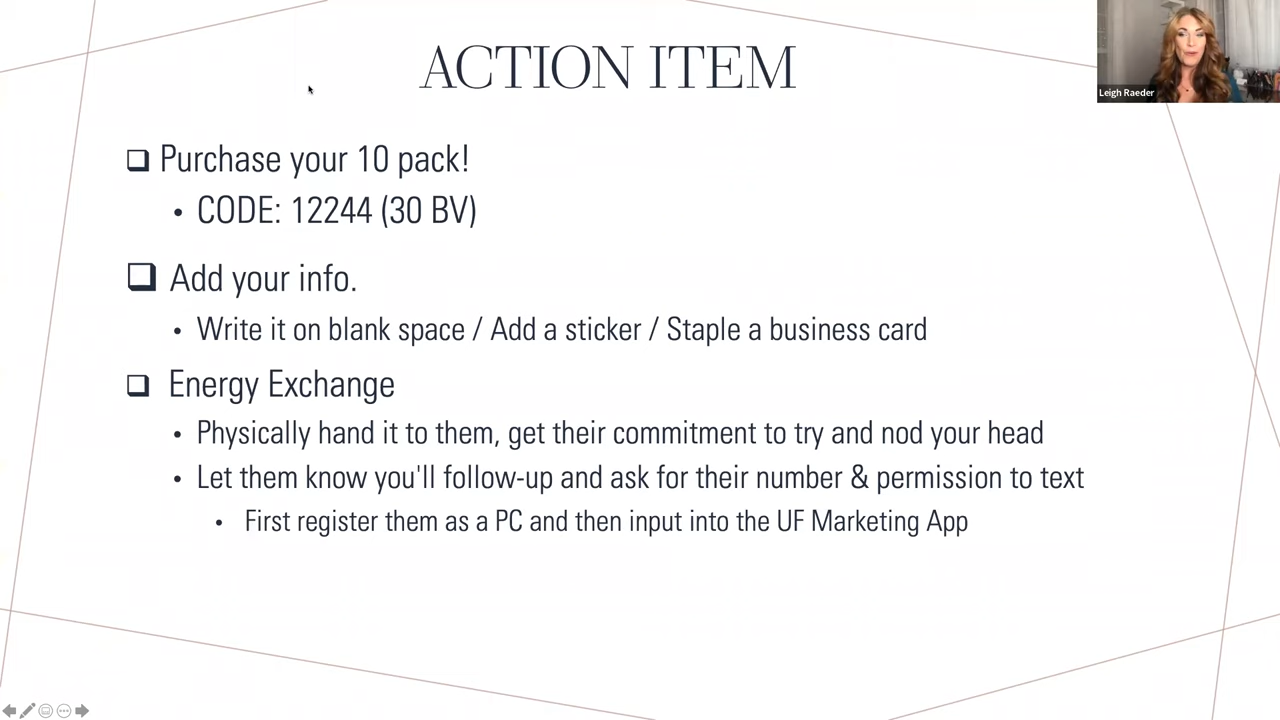 ACTION ITEM
Leigh Raeder
Purchase your 10 pack!
CODE: 12244 (30 BV)
Add your info.
Write it on blank space / Add a sticker / Staple a business card
Energy Exchange
Physically hand it to them, get their commitment to try and nod your head
Let them know you'll follow-up and ask for their number & permission to text
First register them as a PC and then input into the UF Marketing App